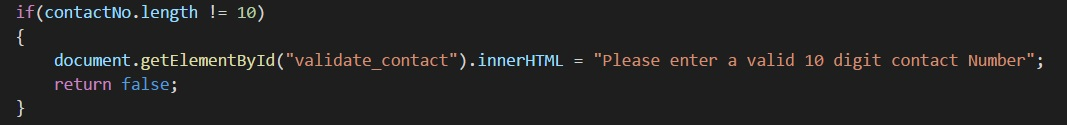 if(contactNo.length != 10)
{
    document.getElementById("validate_contact").innerHTML = "Please enter a valid 10 digit contact Number";
    return false;
}